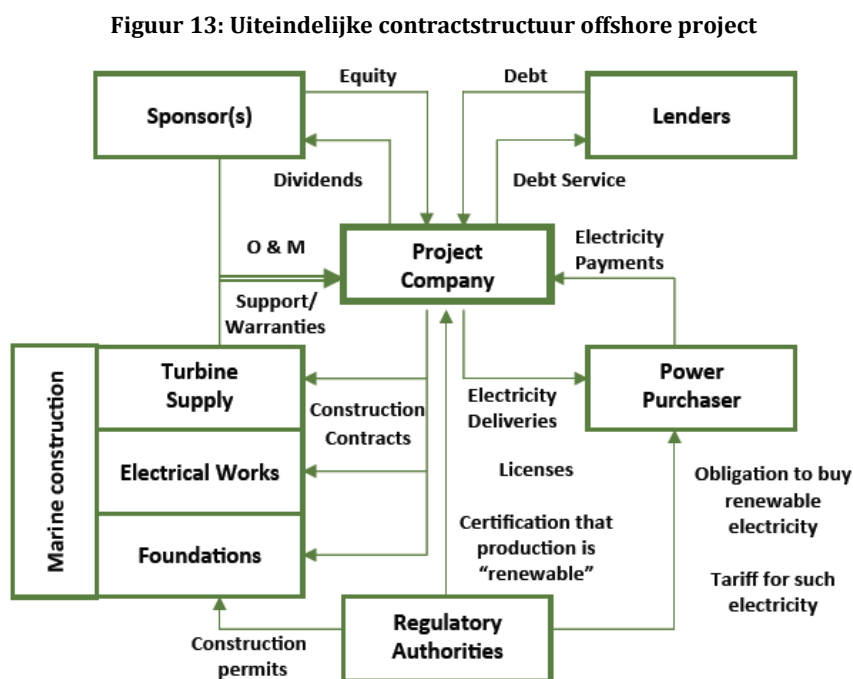 Figuur 13: Uiteindelijke contractstructuur offshore project
Equity
Debt
Sponsor(s)
Lenders
Dividends
Debt Service
O & M
Project
Company
Electricity
Payments
Support/
Warranties
Marine construction
Turbine
Supply
Construction
Contracts
Electricity
Deliveries
Power
Purchaser
Electrical Works
Licenses
Obligation to buy
renewable
electricity
Foundations
Certification that
production is
“renewable”
Tariff for such
electricity
Construction
permits
Regulatory
Authorities